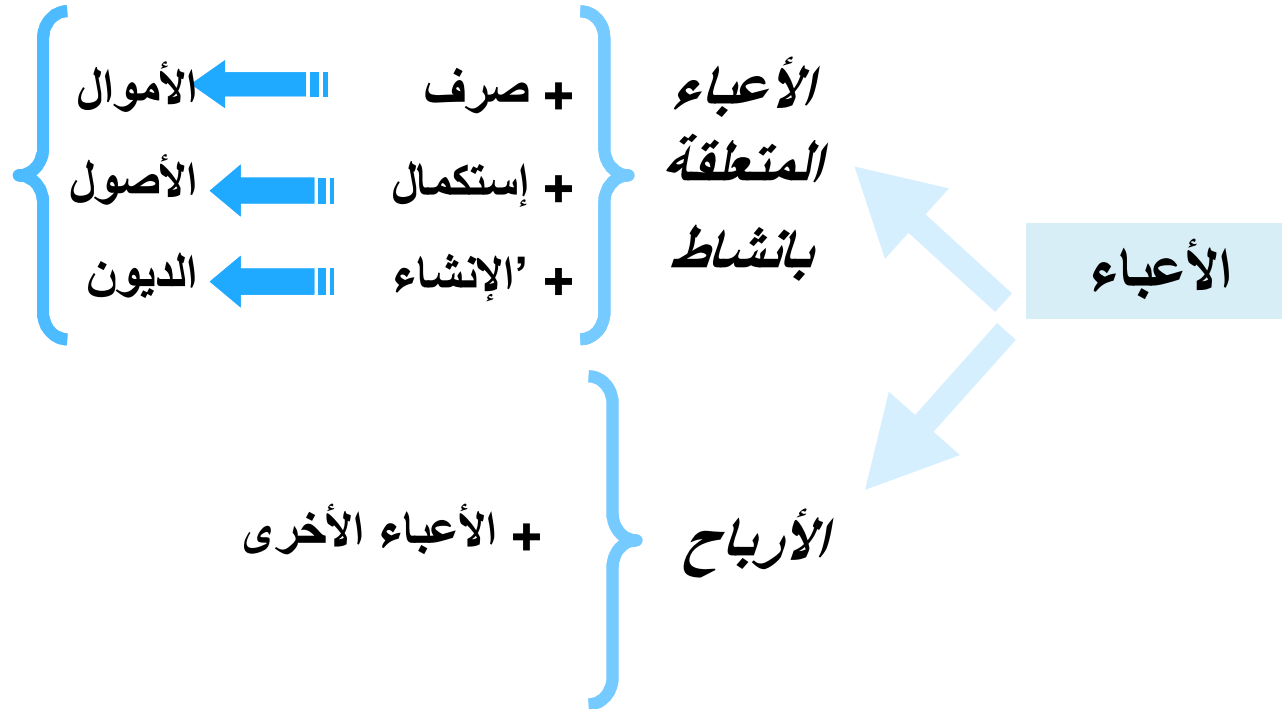 الأعباء
الأعباء
المتعلقة
بانشاط
+ صرف
الأموال
+ إستكمال
الأصول
+ ’الإنشاء
الديون
الأرباح
+ الأعباء الأخرى